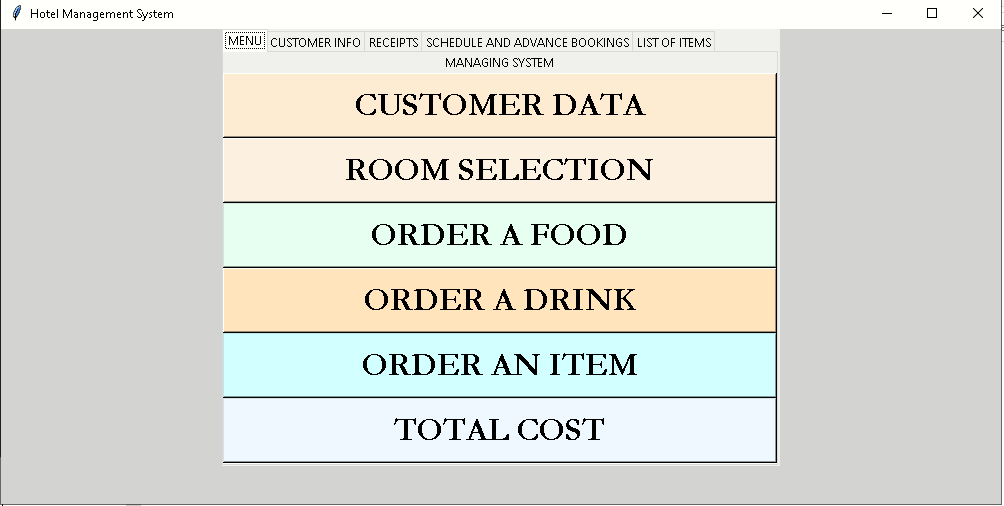 Hotel Management System
MENU CUSTOMER INFO RECEIPTS SCHEDULE AND ADVANCE BOOKINGS LIST OF ITEMS
MANAGING SYSTEM
CUSTOMER DATA
ROOM SELECTION
ORDER A FOOD
ORDER A DRINK
ORDER AN ITEM
TOTAL COST